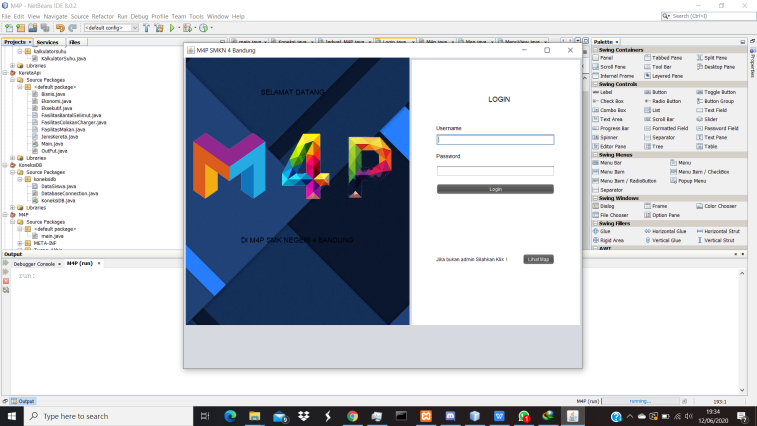 M4P - NetBeans IDE 8.0.2
File Edit View Navigate Source Refactor Run Debug Profile Team Tools Window Help
Search (Ctrl+I)
<default config>
Projects × Services Files
kalkulatorsuhu
KalkulatorSuhu.java
Libraries
KeretaApi
Source Packages
<default package>
Bisnis.java
Ekonomi.java
Eksekutif.java
FasilitasBantalSelimut.java
FasilitasColokanCharger.java
FasilitasMakan.java
JenisKereta.java
Main.java
OutPut.java
Libraries
KoneksiDB
Source Packages
koneksidb
DataSiswa.java
DatabaseConnection.java
KoneksiDB.java
Libraries
M4P
Source Packages
<default package>
main.java
META-INF
M4P SMKN 4 Bandung
SELAMAT DATANG
M4P
DI M4P SMK NEGERI 4 BANDUNG
LOGIN
Username
Password
Login
Jika bukan admin Silahkan Klik !
Lihat Map
Palette ×
Swing Containers
Panel Tabbed Pane Split Pane
Scroll Pane Tool Bar Desktop Pane
Internal Frame Layered Pane
Swing Controls
Label Button Toggle Button
Check Box Radio Button Button Group
Combo Box List Text Field
Text Area Scroll Bar Slider
Progress Bar Formatted Field Password Field
Spinner Separator Text Pane
Editor Pane Tree Table
Swing Menus
Menu Bar Menu
Menu Item Menu Item / CheckBox
Menu Item / RadioButton Popup Menu
Separator
Swing Windows
Dialog Frame Color Chooser
File Chooser Option Pane
Swing Fillers
Glue Horizontal Glue Horizontal Strut
Rigid Area Vertical Glue Vertical Strut
AWT
Properties
Output
Debugger Console × M4P (run) ×
run:
Output
M4P (run)
running...
193:1
Type here to search
19:34
12/06/2020